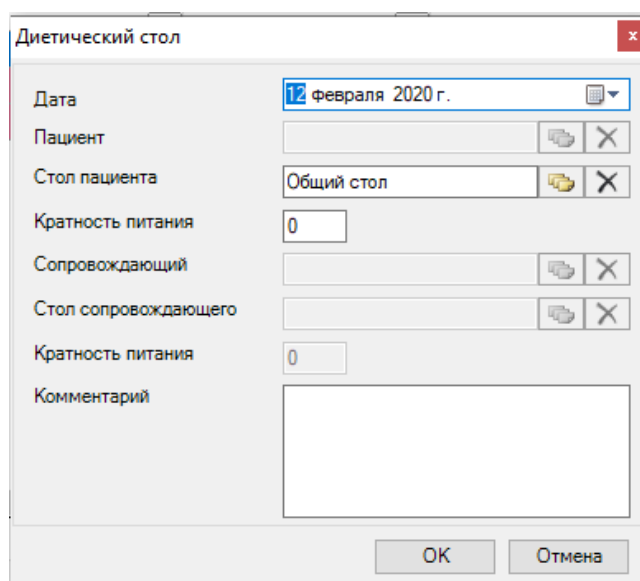 Диетический стол
x
Дата 12 февраля 2020 г.
Пациент
Стол пациента Общий стол
Кратность питания 0
Сопровождающий
Стол сопровождающего
Кратность питания 0
Комментарий
OK Отмена